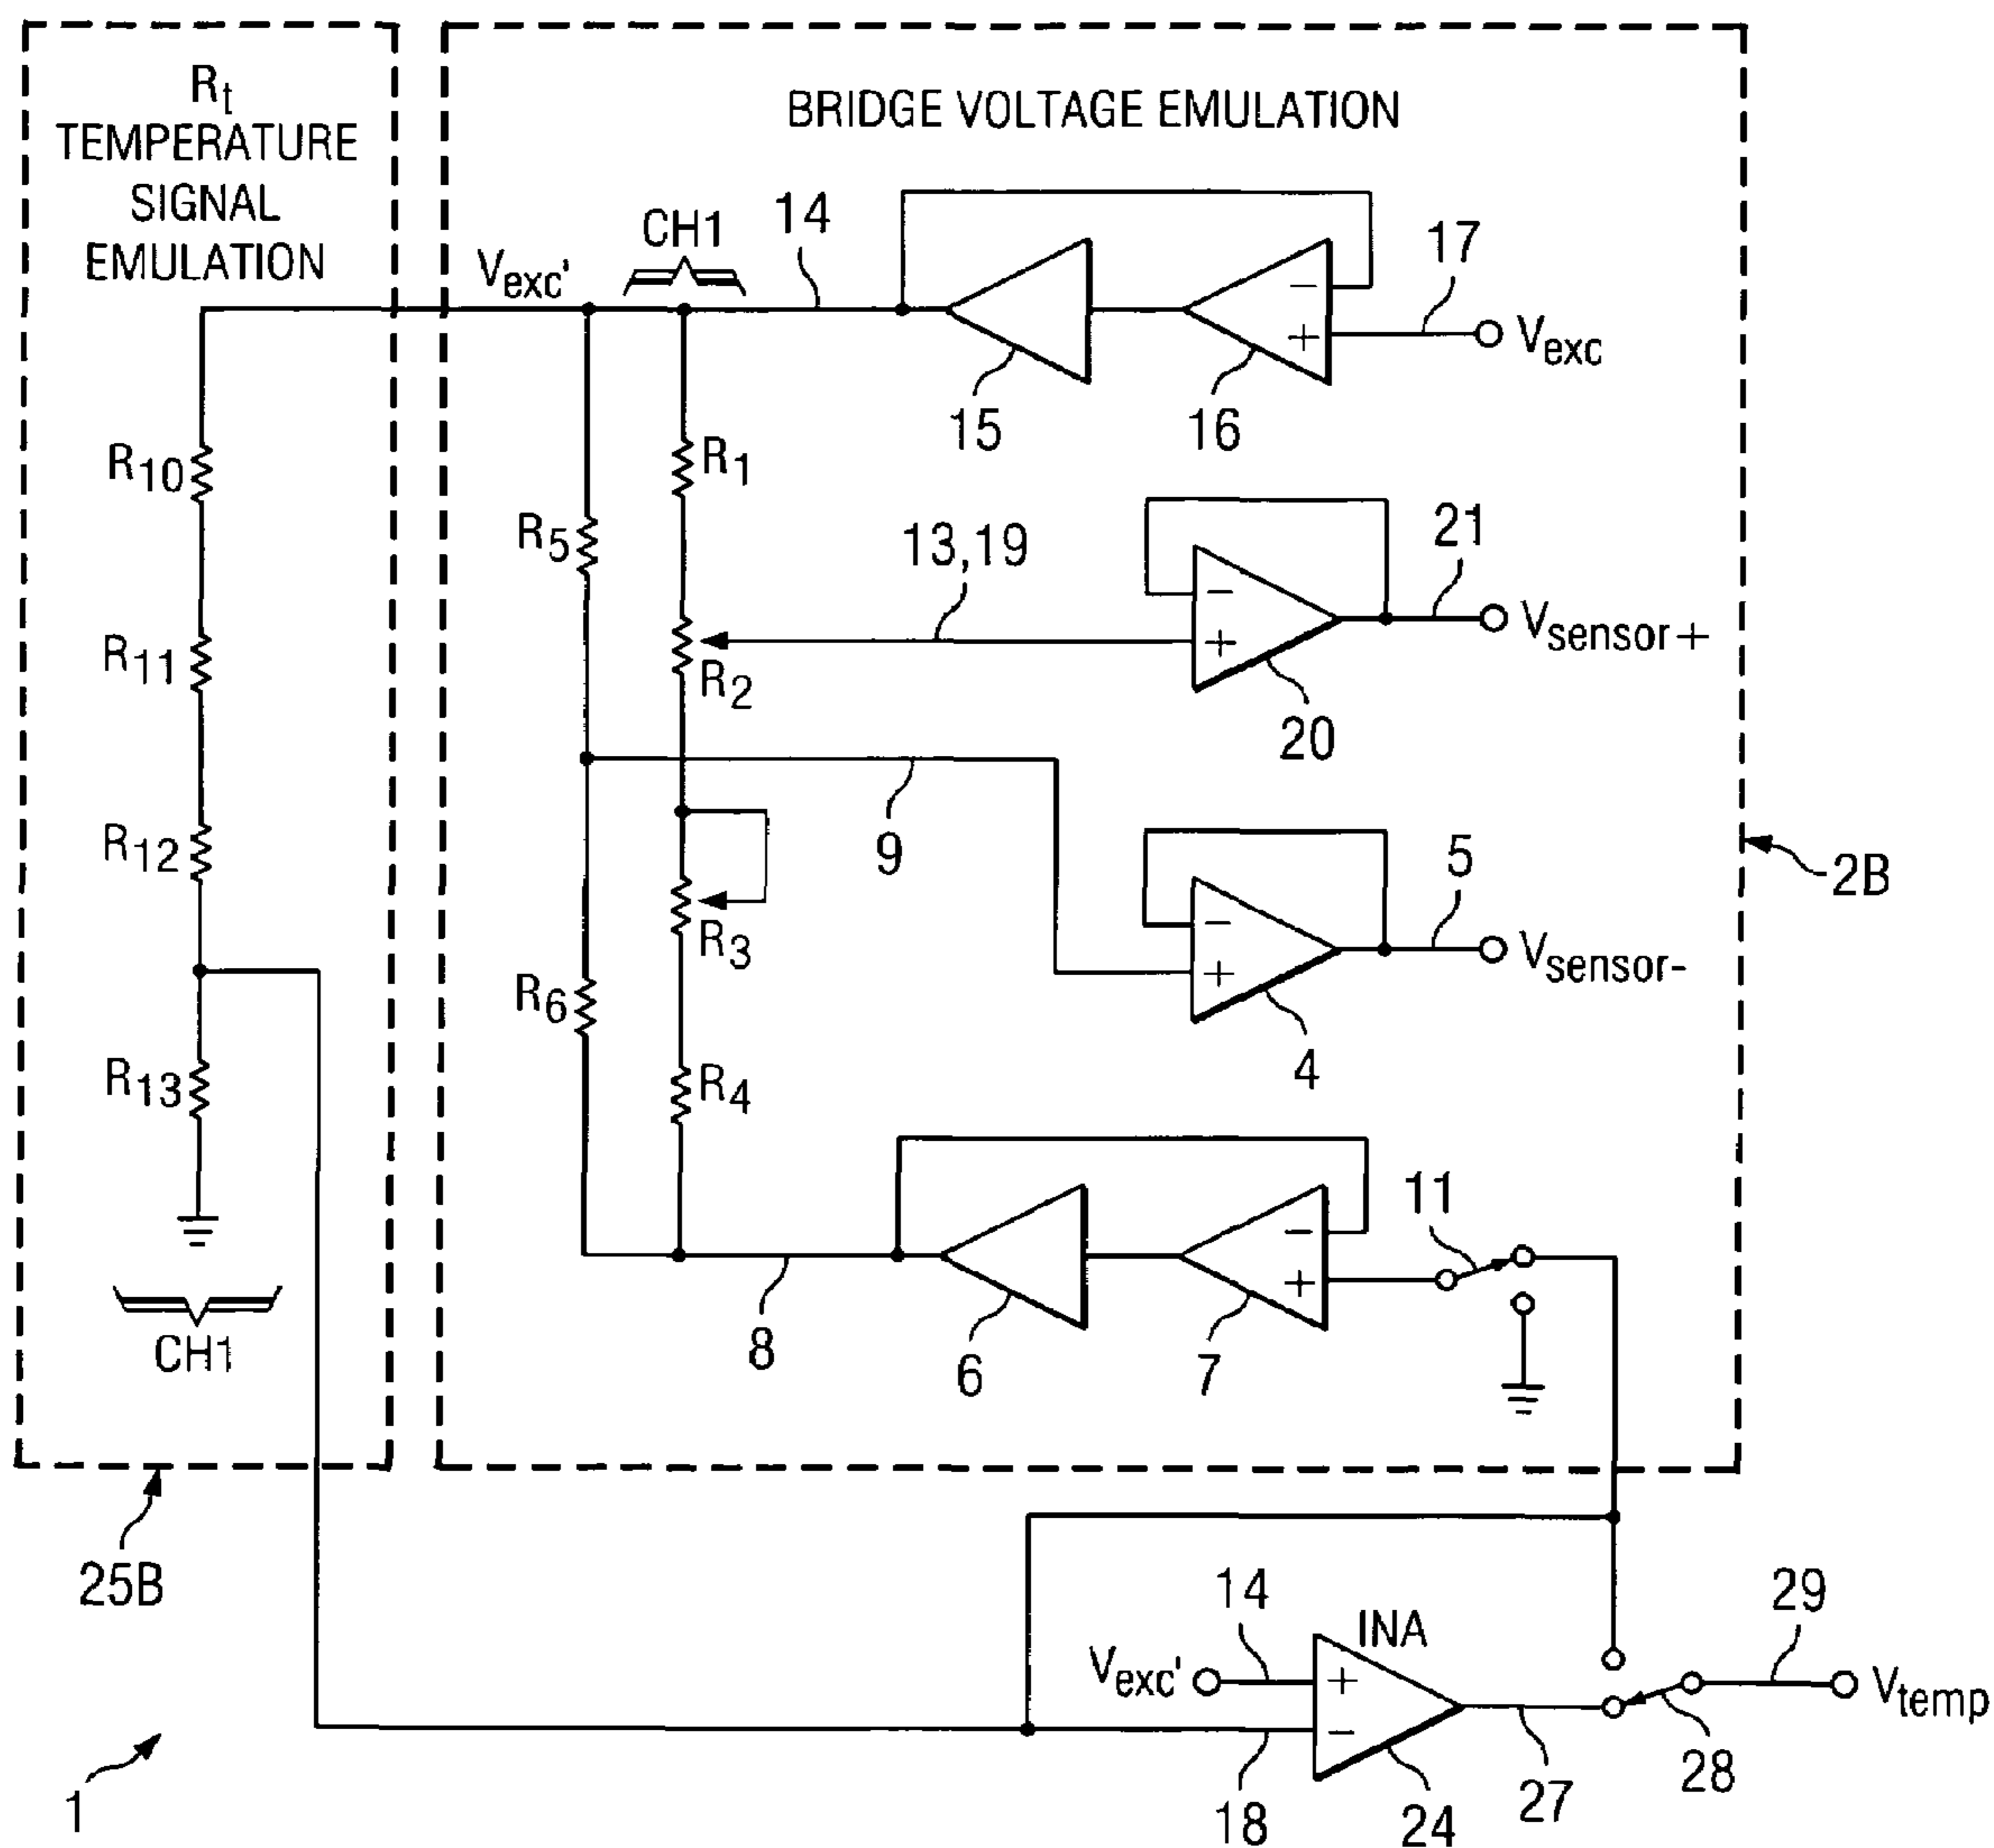 Rt
TEMPERATURE
SIGNAL
EMULATION
BRIDGE VOLTAGE EMULATION
Vexc'
CH1
14
17
Vexc
15
16
R10
R1
R5
13,19
21
Vsensor+
R2
20
R11
9
5
Vsensor-
2B
R12
R3
4
R6
R13
R4
11
8
6
7
CH1
25B
14
INA
29
Vexc'
Vtemp
1
18
24
27
28
+
-
+
-
+
-
+
-
+
-